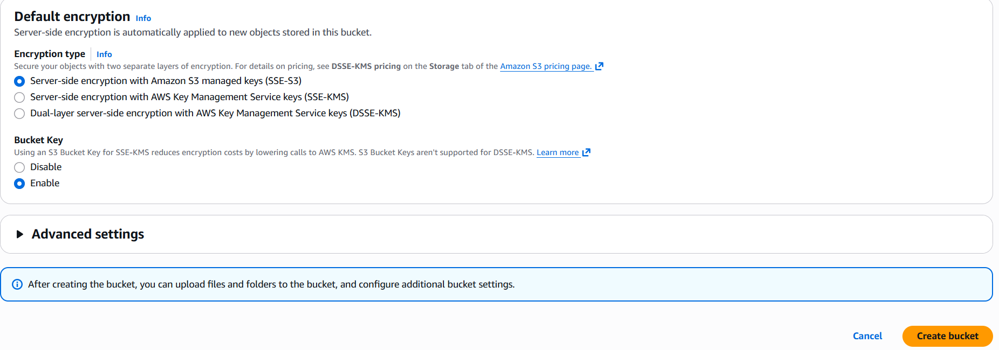 Default encryption Info
Server-side encryption is automatically applied to new objects stored in this bucket.
Encryption type Info
Secure your objects with two separate layers of encryption. For details on pricing, see DSSE-KMS pricing on the Storage tab of the Amazon S3 pricing page.
Server-side encryption with Amazon S3 managed keys (SSE-S3)
Server-side encryption with AWS Key Management Service keys (SSE-KMS)
Dual-layer server-side encryption with AWS Key Management Service keys (DSSE-KMS)
Bucket Key
Using an S3 Bucket Key for SSE-KMS reduces encryption costs by lowering calls to AWS KMS. S3 Bucket Keys aren't supported for DSSE-KMS. Learn more
Disable
Enable
Advanced settings
After creating the bucket, you can upload files and folders to the bucket, and configure additional bucket settings.
Cancel Create bucket